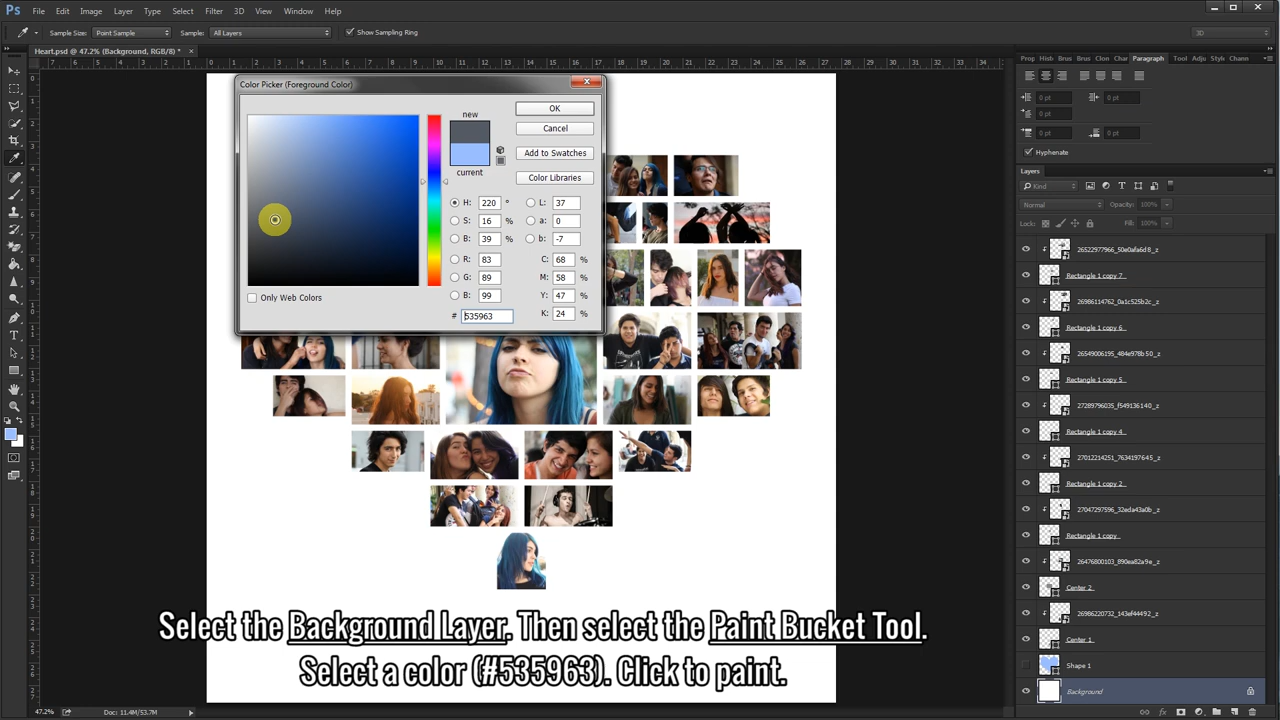 Ps File Edit Image Layer Type Select Filter 3D View Window Help
Sample Size: Point Sample Sample: All Layers Show Sampling Ring 3D
Heart.psd @ 47.2% (Background, RGB/8) * ×
Prop Hist Brus Brus Clon Char Paragraph Tool Adju Style Chann
Color Picker (Foreground Color)
new
current
OK
Cancel
Add to Swatches
Color Libraries
H: 220 ° L: 37
S: 16 % a: 0
B: 39 % b: -7
R: 83 C: 68 %
G: 89 M: 58 %
B: 99 Y: 47 %
# 535963 K: 24 %
Only Web Colors
0 pt 0 pt
0 pt
0 pt 0 pt
Hyphenate
Layers
Kind
Normal Opacity: 100%
Lock: Fill: 100%
26522977966_50e0afa6d8_z
Rectangle 1 copy 7
26986114762_0a1c525b2c_z
Rectangle 1 copy 6
26549006195_484e978b50_z
Rectangle 1 copy 5
27289796035_f549136140_z
Rectangle 1 copy 4
27012214251_7634197645_z
Rectangle 1 copy 2
27047297596_32eda43a0b_z
Rectangle 1 copy
26476800103_890ea82a9e_z
Center 2
26986220732_143ef44492_z
Center 1
Shape 1
Background
Select the Background Layer. Then select the Paint Bucket Tool.
Select a color (#535963). Click to paint.
47.2% Doc: 11.4M/53.7M